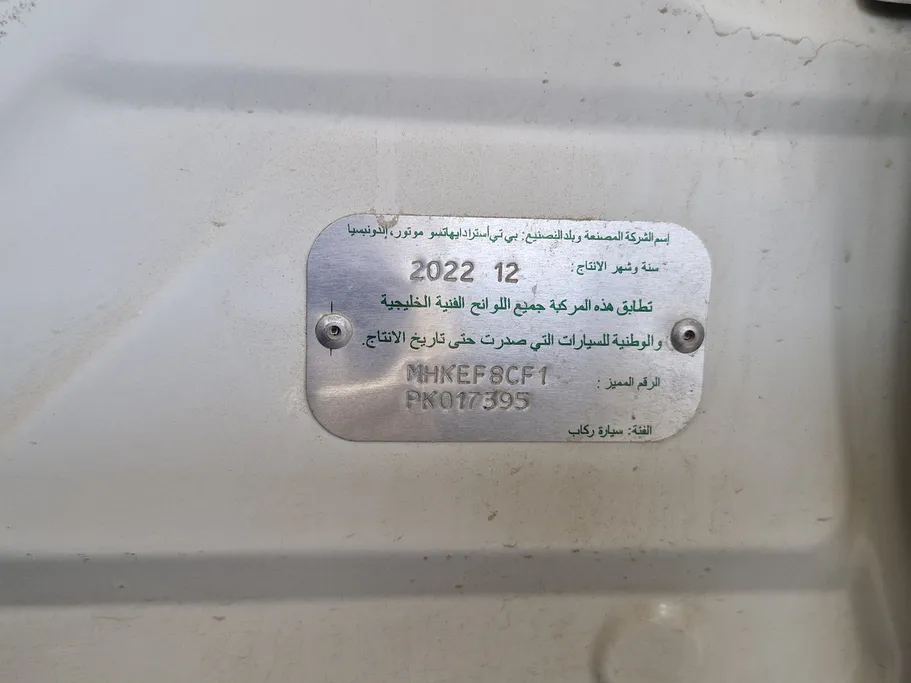 إسم الشركة المصنعة وبلد التصنيع: بي تي أسترا دايهاتسو موتور، إندونيسيا
سنة وشهر الانتاج: 2022 12
تطابق هذه المركبة جميع اللوائح الفنية الخليجية
والوطنية للسيارات التي صدرت حتى تاريخ الانتاج.
الرقم المميز: MHKEF8CF1
PK017395
الفئة: سيارة ركاب